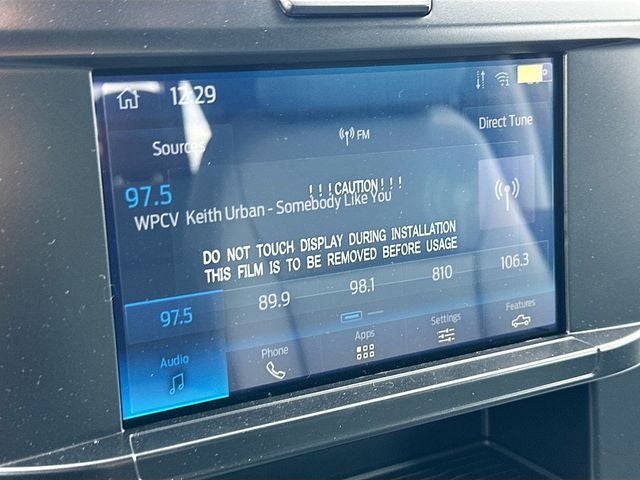 12:29
Sources
FM
Direct Tune
97.5
! ! ! CAUTION ! ! !
WPCV Keith Urban - Somebody Like You
DO NOT TOUCH DISPLAY DURING INSTALLATION
THIS FILM IS TO BE REMOVED BEFORE USAGE
97.5 89.9 98.1 810 106.3
Audio Phone Apps Settings Features